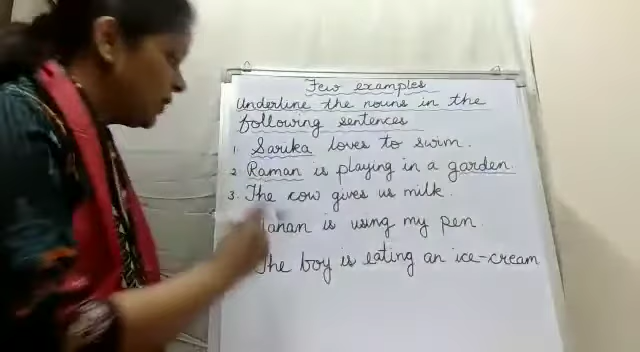 Few examples
Underline the nouns in the
following sentences
1. Sarika loves to swim.
2. Raman is playing in a garden.
3. The cow gives us milk.
is using my pen.
The boy is eating an ice-cream